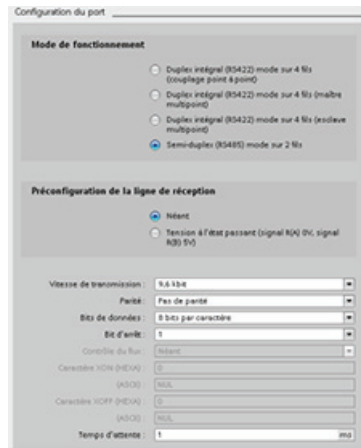 Configuration du port
Mode de fonctionnement
Duplex intégral (RS422) mode sur 4 fils
(couplage point à point)
Duplex intégral (RS422) mode sur 4 fils (maître
multipoint)
Duplex intégral (RS422) mode sur 4 fils (esclave
multipoint)
Semi-duplex (RS485) mode sur 2 fils
Préconfiguration de la ligne de réception
Néant
Tension à l'état passant (signal R(A) 0V, signal
R(B) 5V)
Vitesse de transmission : 9,6 kbit
Parité : Pas de parité
Bits de données : 8 bits par caractère
Bit d'arrêt : 1
Contrôle du flux : Néant
Caractère XON (HEXA) : 0
(ASCII) : NUL
Caractère XOFF (HEXA) : 0
(ASCII) : NUL
Temps d'attente : 1 ms